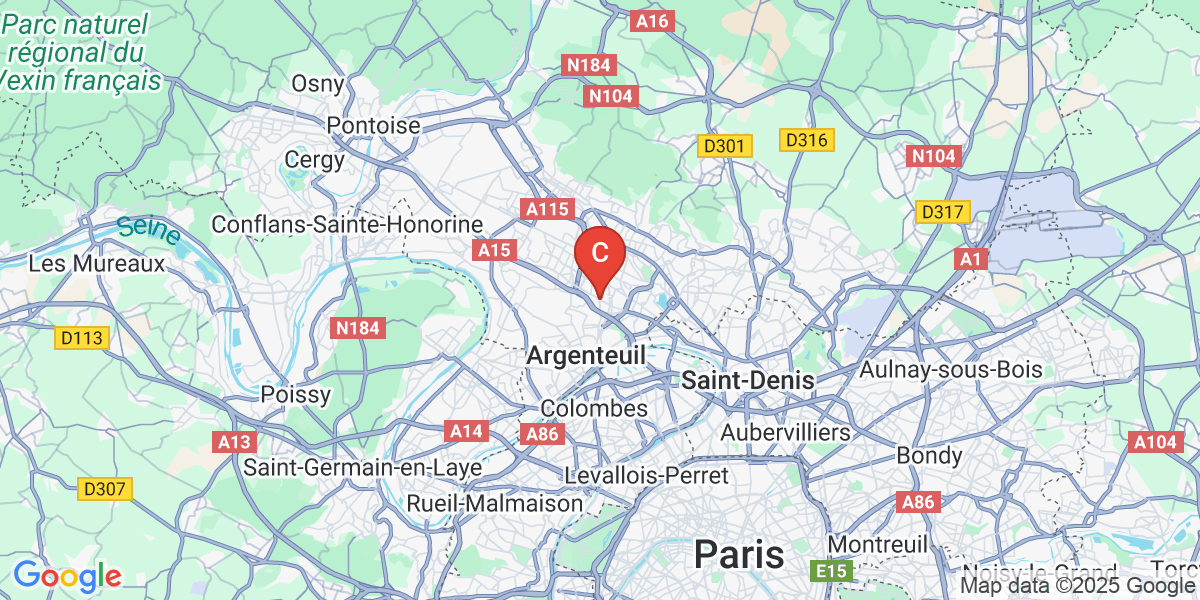 A16
Parc naturel
régional du
Vexin français
N184
Osny
N104
Pontoise
D301
D316
Cergy
N104
A115
D317
Seine
Conflans-Sainte-Honorine
A15
C
A1
Les Mureaux
N184
D113
Argenteuil
Saint-Denis
Aulnay-sous-Bois
Poissy
Colombes
A14
A86
Aubervilliers
A13
A104
Bondy
Saint-Germain-en-Laye
Levallois-Perret
D307
Rueil-Malmaison
A86
Paris
Montreuil
E15
Noisy-le-Grand
Google
Map data ©2025 Google